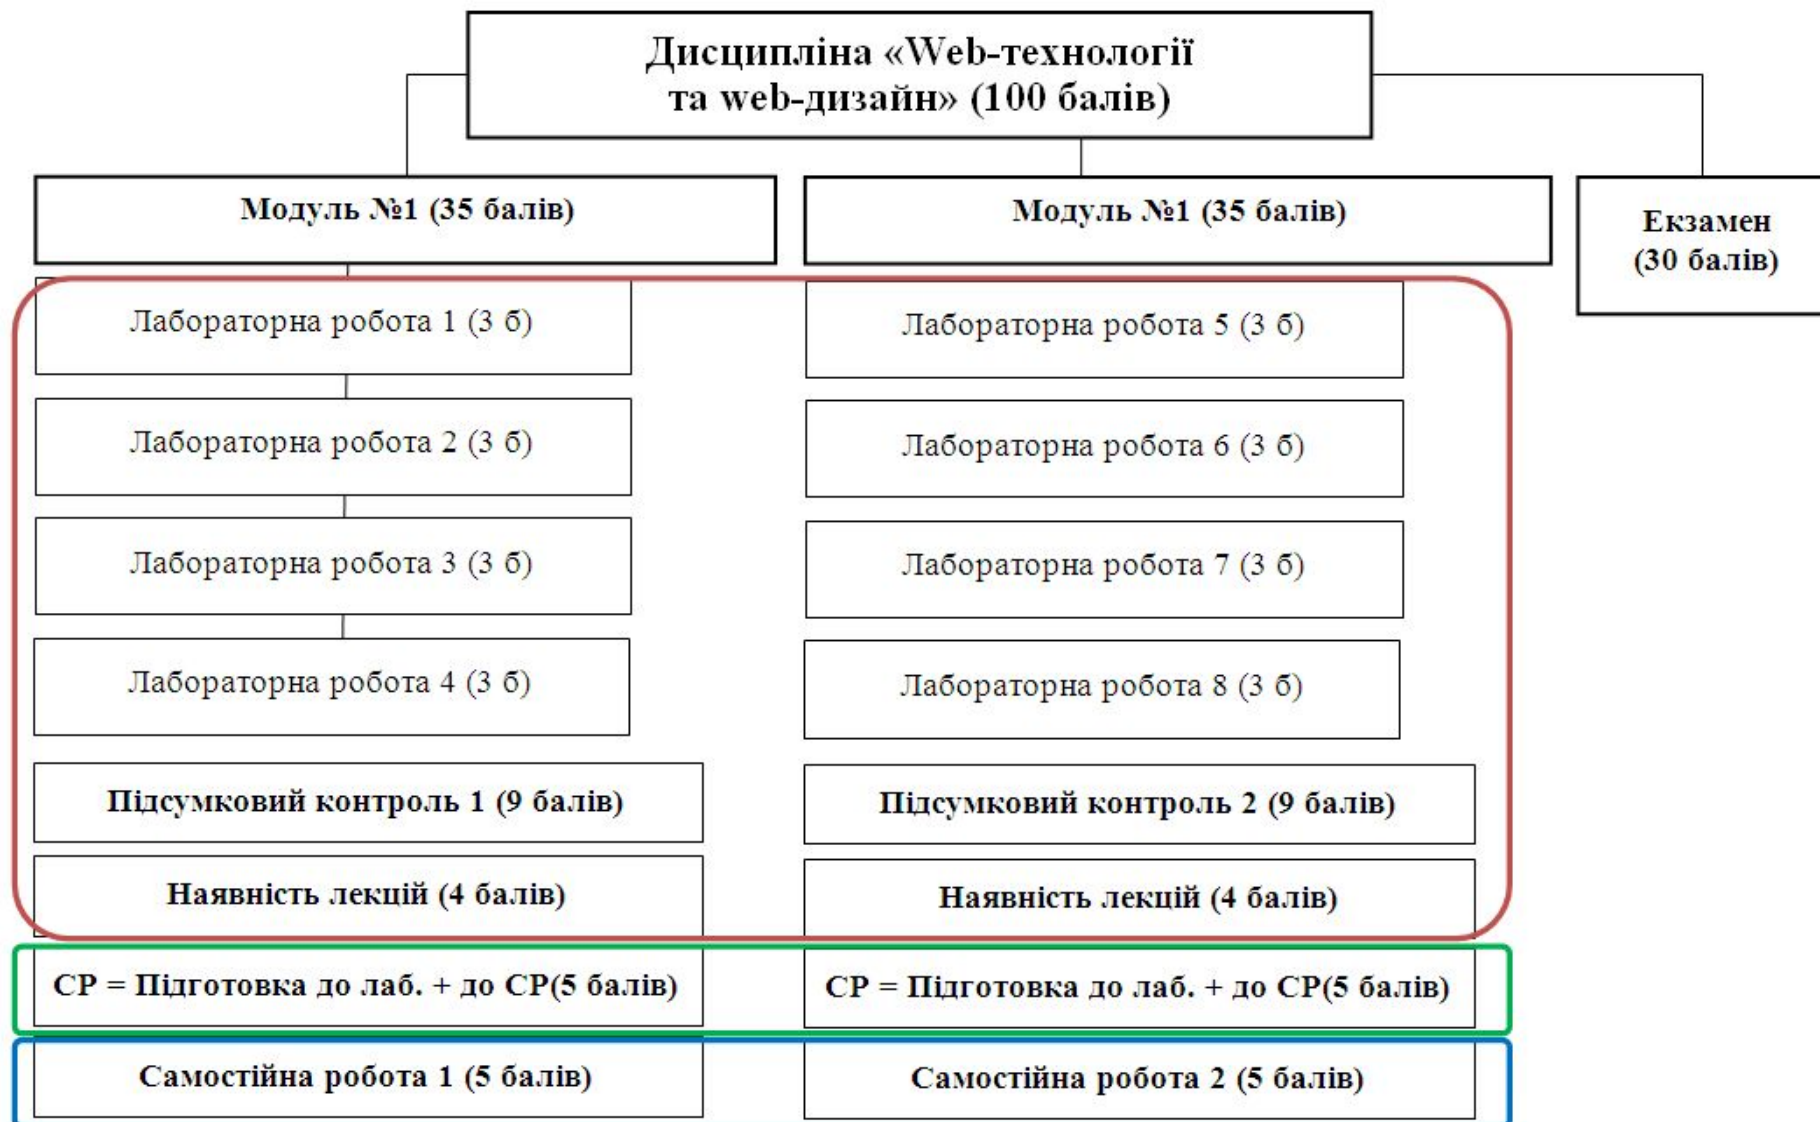 Дисципліна «Web-технології
та web-дизайн» (100 балів)
Модуль №1 (35 балів)
Модуль №1 (35 балів)
Екзамен
(30 балів)
Лабораторна робота 1 (3 б)
Лабораторна робота 5 (3 б)
Лабораторна робота 2 (3 б)
Лабораторна робота 6 (3 б)
Лабораторна робота 3 (3 б)
Лабораторна робота 7 (3 б)
Лабораторна робота 4 (3 б)
Лабораторна робота 8 (3 б)
Підсумковий контроль 1 (9 балів)
Підсумковий контроль 2 (9 балів)
Наявність лекцій (4 балів)
Наявність лекцій (4 балів)
СР = Підготовка до лаб. + до СР(5 балів)
СР = Підготовка до лаб. + до СР(5 балів)
Самостійна робота 1 (5 балів)
Самостійна робота 2 (5 балів)